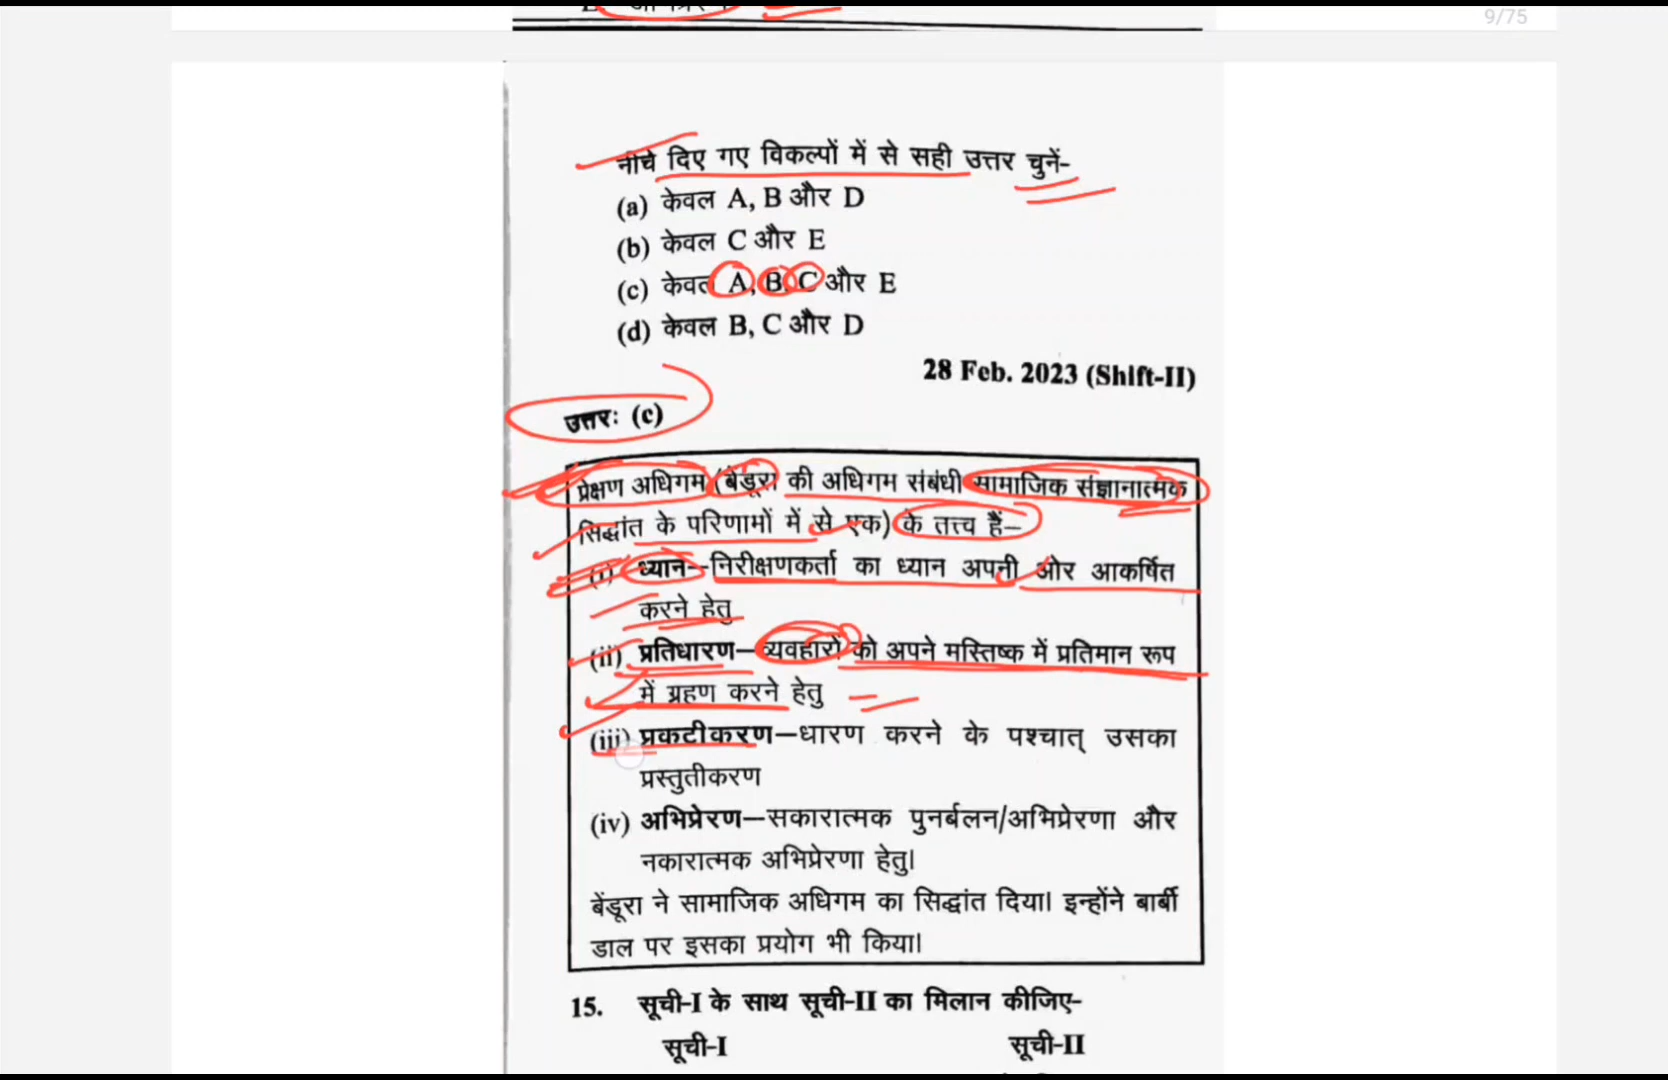 9/75
नीचे दिए गए विकल्पों में से सही उत्तर चुनें-
(a) केवल A, B और D
(b) केवल C और E
(c) केवल A, B, C और E
(d) केवल B, C और D
28 Feb. 2023 (Shift-II)
उत्तर: (c)
प्रेक्षण अधिगम (बेंडूरा की अधिगम संबंधी सामाजिक संज्ञानात्मक
सिद्धांत के परिणामों में से एक) के तत्त्व हैं–
(i) ध्यान–निरीक्षणकर्ता का ध्यान अपनी ओर आकर्षित
करने हेतु
(ii) प्रतिधारण–व्यवहारों को अपने मस्तिष्क में प्रतिमान रूप
में ग्रहण करने हेतु
(iii) प्रकटीकरण–धारण करने के पश्चात् उसका
प्रस्तुतीकरण
(iv) अभिप्रेरण–सकारात्मक पुनर्बलन/अभिप्रेरणा और
नकारात्मक अभिप्रेरणा हेतु।
बेंडूरा ने सामाजिक अधिगम का सिद्धांत दिया। इन्होंने बार्बी
डाल पर इसका प्रयोग भी किया।
15. सूची-I के साथ सूची-II का मिलान कीजिए-
सूची-I सूची-II